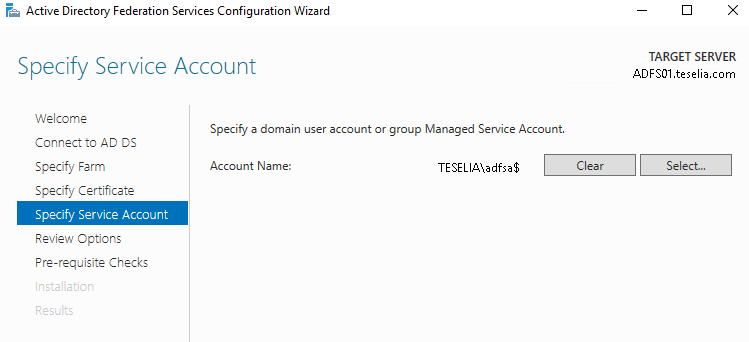 Active Directory Federation Services Configuration Wizard
Specify Service Account
TARGET SERVER
ADFS01.teselia.com
Welcome
Connect to AD DS
Specify Farm
Specify Certificate
Specify Service Account
Review Options
Pre-requisite Checks
Installation
Results
Specify a domain user account or group Managed Service Account.
Account Name: TESELIA\adfsa$ Clear Select...